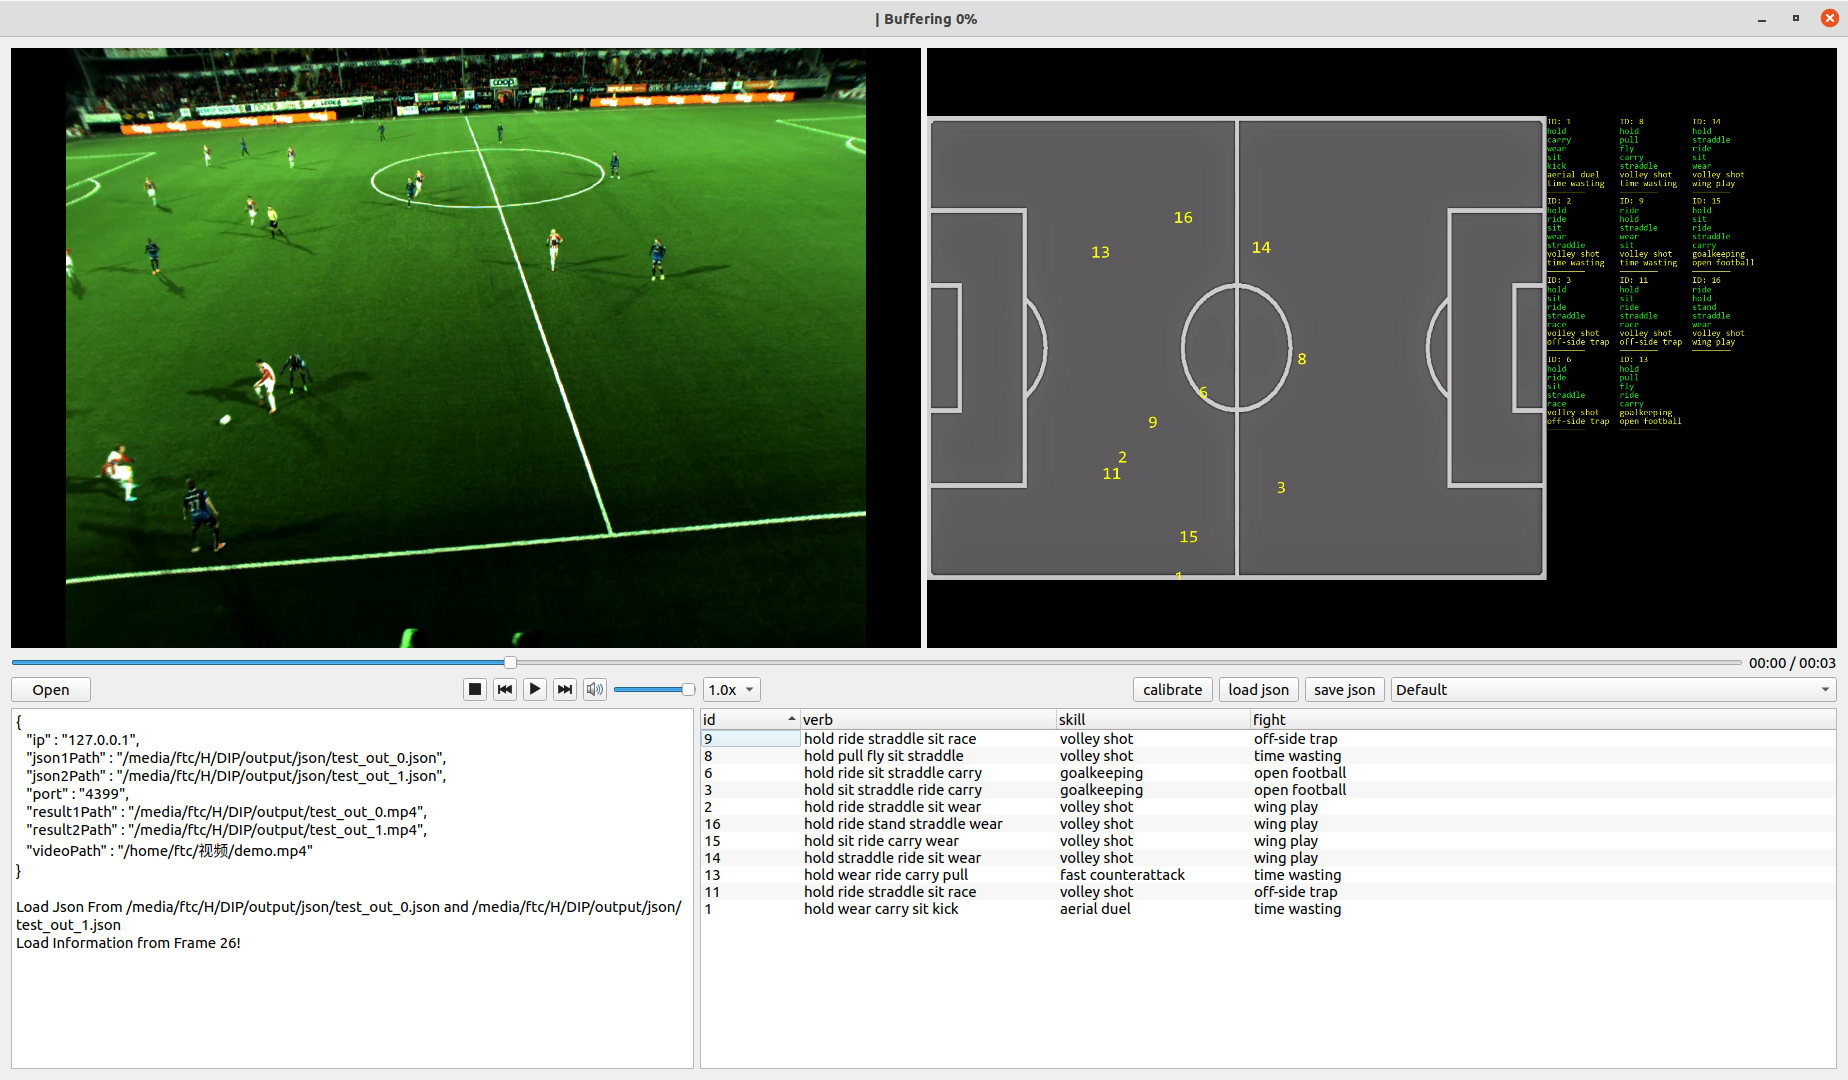 | Buffering 0%
coop
16
13
14
8
6
9
2
11
3
15
1
ID: 1
hold
carry
wear
sit
kick
aerial duel
time wasting
ID: 8
hold
pull
fly
carry
straddle
volley shot
time wasting
ID: 14
hold
straddle
ride
sit
wear
volley shot
wing play
ID: 2
hold
ride
sit
wear
straddle
volley shot
time wasting
ID: 9
ride
hold
straddle
wear
sit
volley shot
time wasting
ID: 15
hold
sit
ride
straddle
carry
goalkeeping
open football
ID: 3
hold
sit
ride
straddle
race
volley shot
off-side trap
ID: 11
hold
sit
ride
straddle
race
volley shot
off-side trap
ID: 16
ride
hold
stand
straddle
wear
volley shot
wing play
ID: 6
hold
ride
sit
straddle
race
volley shot
off-side trap
ID: 13
hold
pull
fly
ride
carry
goalkeeping
open football
00:00 / 00:03
Open
1.0x
calibrate
load json
save json
Default
{
"ip" : "127.0.0.1",
"json1Path" : "/media/ftc/H/DIP/output/json/test_out_0.json",
"json2Path" : "/media/ftc/H/DIP/output/json/test_out_1.json",
"port" : "4399",
"result1Path" : "/media/ftc/H/DIP/output/test_out_0.mp4",
"result2Path" : "/media/ftc/H/DIP/output/test_out_1.mp4",
"videoPath" : "/home/ftc/视频/demo.mp4"
}
Load Json From /media/ftc/H/DIP/output/json/test_out_0.json and /media/ftc/H/DIP/output/json/
test_out_1.json
Load Information from Frame 26!
id verb skill fight
9 hold ride straddle sit race volley shot off-side trap
8 hold pull fly sit straddle volley shot time wasting
6 hold ride sit straddle carry goalkeeping open football
3 hold sit straddle ride carry goalkeeping open football
2 hold ride straddle sit wear volley shot wing play
16 hold ride stand straddle wear volley shot wing play
15 hold sit ride carry wear volley shot wing play
14 hold straddle ride sit wear volley shot wing play
13 hold wear ride carry pull fast counterattack time wasting
11 hold ride straddle sit race volley shot off-side trap
1 hold wear carry sit kick aerial duel time wasting